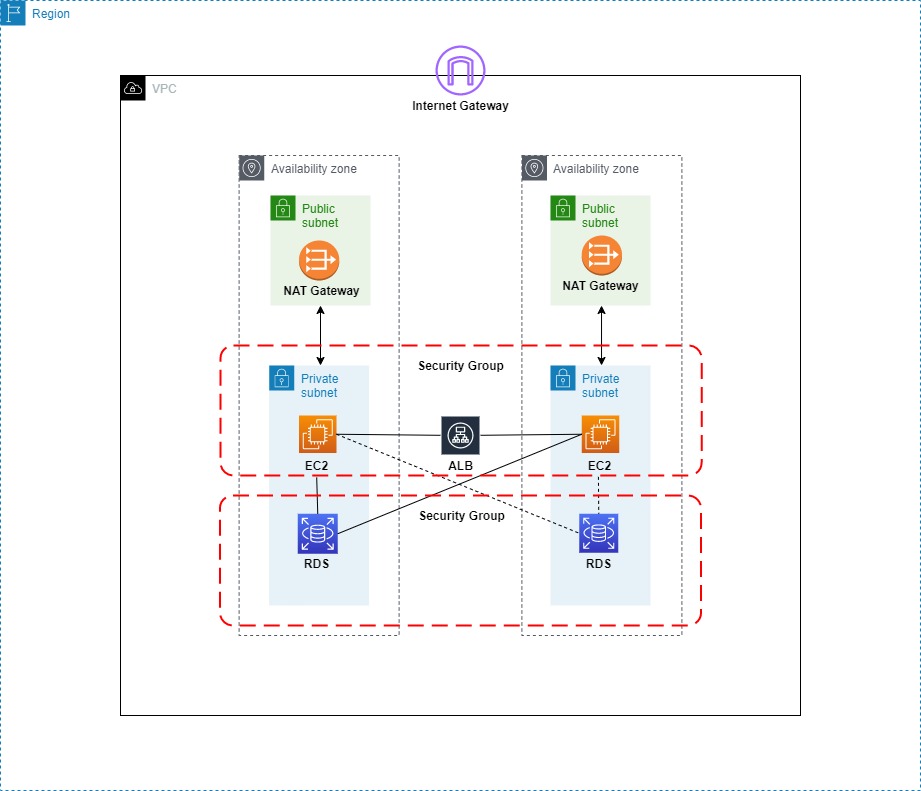 Region
VPC
Internet Gateway
Availability zone
Availability zone
Public
subnet
Public
subnet
NAT Gateway
NAT Gateway
Security Group
Private
subnet
Private
subnet
EC2
ALB
EC2
Security Group
RDS
RDS